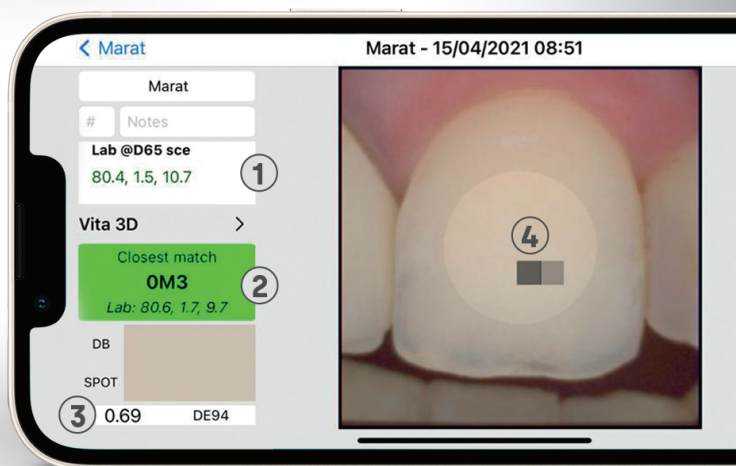 Marat
Marat - 15/04/2021 08:51
Marat
#
Notes
Lab @D65 sce
80.4, 1.5, 10.7
1
Vita 3D
Closest match
0M3
Lab: 80.6, 1.7, 9.7
2
DB
SPOT
3
0.69
DE94
4